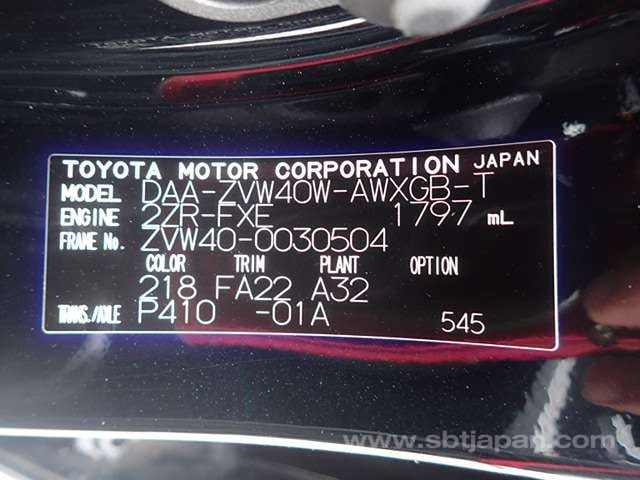 TOYOTA MOTOR CORPORATION JAPAN
MODEL DAA-ZVW40W-AWXGB-T
ENGINE 2ZR-FXE 1797 mL
FRAME No. ZVW40-0030504
COLOR TRIM PLANT OPTION
218 FA22 A32
TRANS./AXLE P410 -01A 545
www.sbtjapan.com